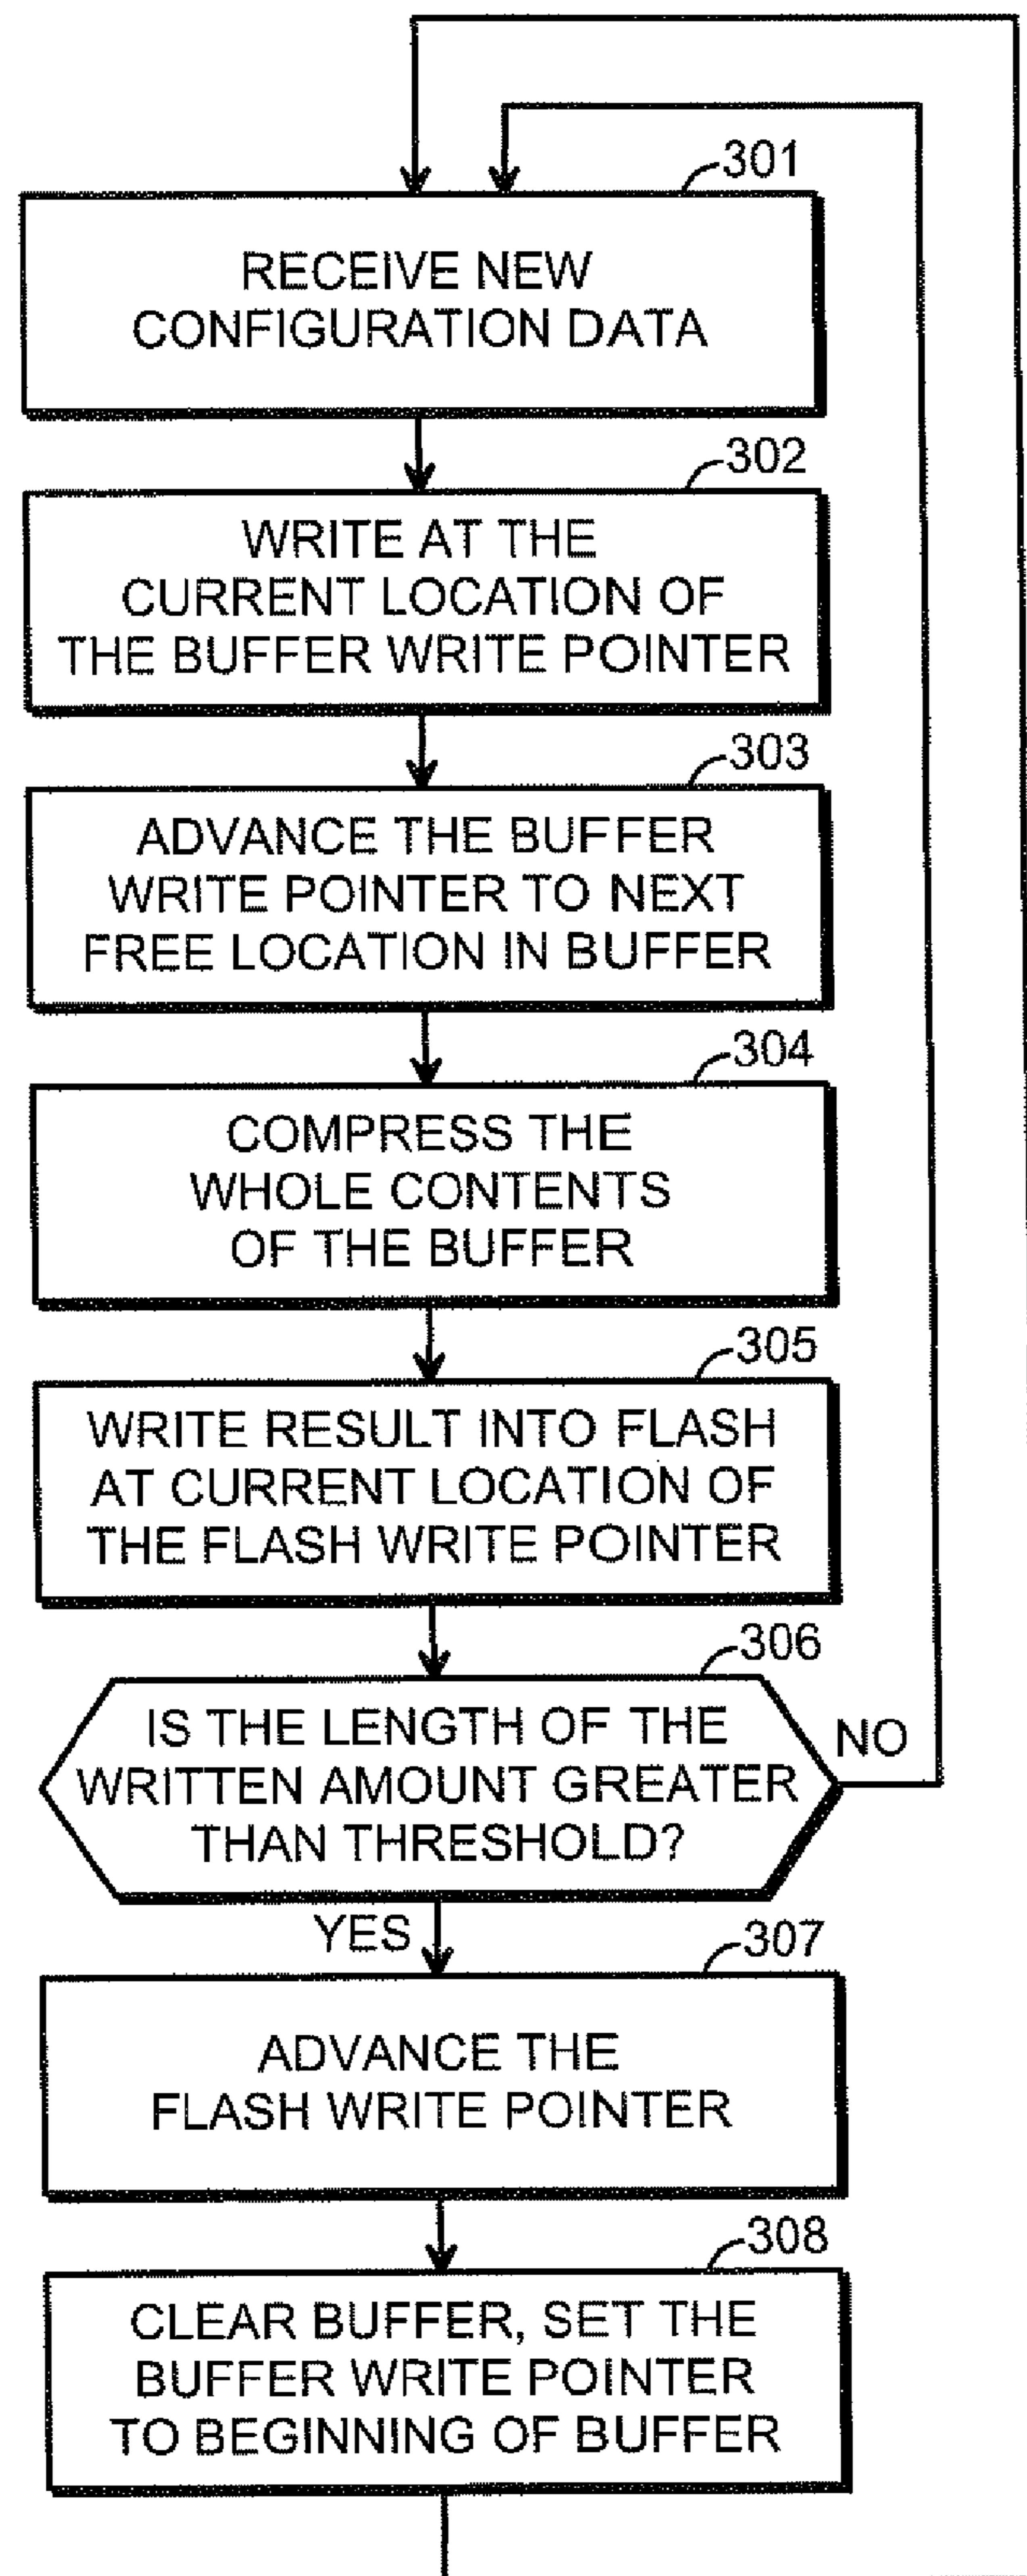 301
RECEIVE NEW
CONFIGURATION DATA
302
WRITE AT THE
CURRENT LOCATION OF
THE BUFFER WRITE POINTER
303
ADVANCE THE BUFFER
WRITE POINTER TO NEXT
FREE LOCATION IN BUFFER
304
COMPRESS THE
WHOLE CONTENTS
OF THE BUFFER
305
WRITE RESULT INTO FLASH
AT CURRENT LOCATION OF
THE FLASH WRITE POINTER
306
IS THE LENGTH OF THE
WRITTEN AMOUNT GREATER
THAN THRESHOLD?
NO
YES
307
ADVANCE THE
FLASH WRITE POINTER
308
CLEAR BUFFER, SET THE
BUFFER WRITE POINTER
TO BEGINNING OF BUFFER